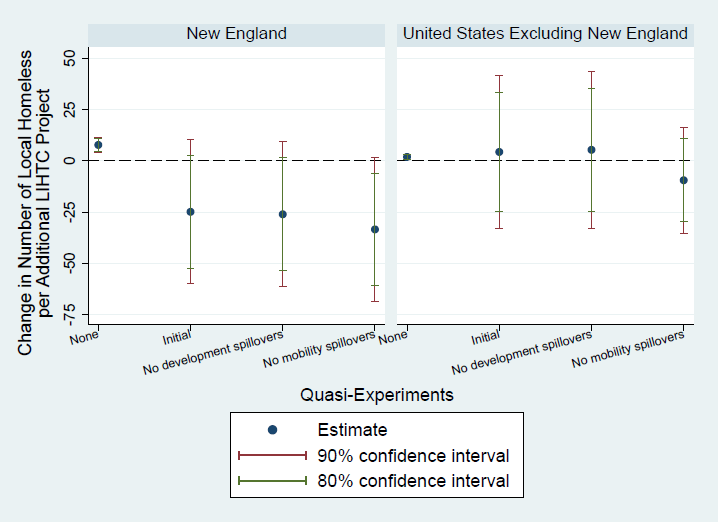 New England
United States Excluding New England
Change in Number of Local Homeless
per Additional LIHTC Project
50
25
0
-25
-50
-75
None
Initial
No development spillovers
No mobility spillovers
None
Initial
No development spillovers
No mobility spillovers
Quasi-Experiments
Estimate
90% confidence interval
80% confidence interval